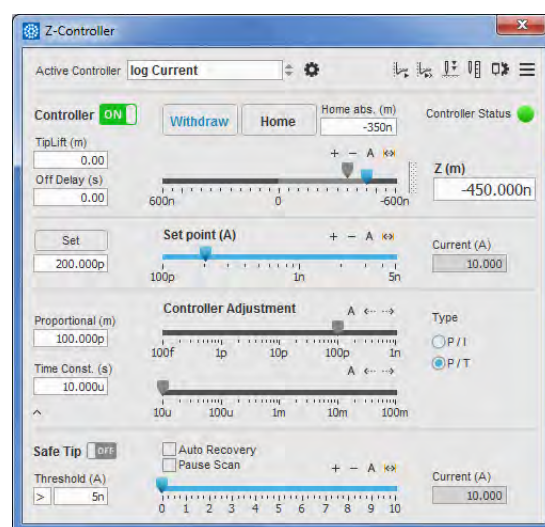 Z-Controller
x
Active Controller log Current
Controller ON Withdraw Home Home abs. (m) Controller Status
-350n
TipLift (m)
0.00
Off Delay (s)
0.00
+ - A
600n 0 -600n
Z (m)
-450.000n
Set Set point (A) + - A Current (A)
200.000p 10.000
100p 1n 5n
Proportional (m) Controller Adjustment A Type
100.000p
100f 1p 10p 100p 1n
P/I
P/T
Time Const. (s) A
10.000u
10u 100u 1m 10m 100m
Safe Tip OFF Auto Recovery
Pause Scan + - A
Threshold (A) Current (A)
> 5n 10.000
0 1 2 3 4 5 6 7 8 9 10